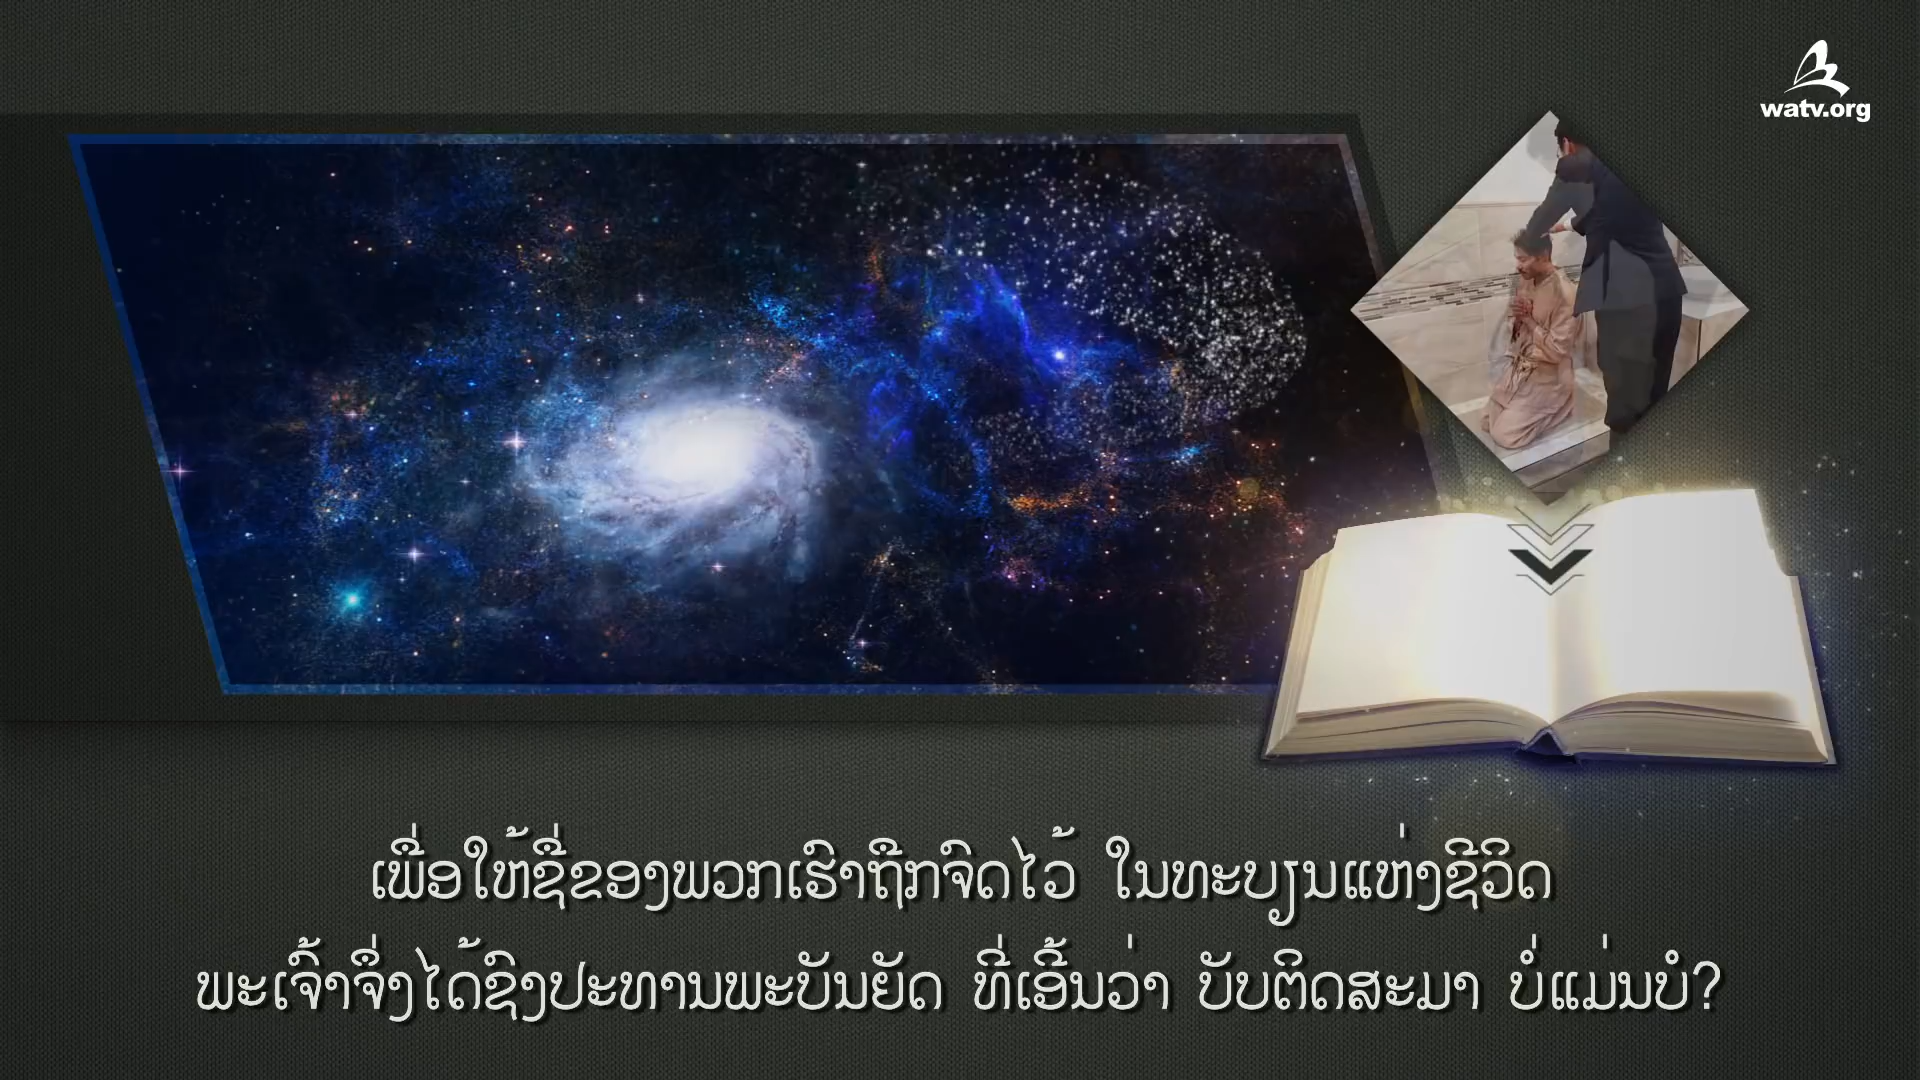 watv.org
ເພື່ອໃຫ້ຊື່ຂອງພວກເຮົາຖືກຈົດໄວ້ ໃນທະບຽນແຫ່ງຊີວິດ
ພະເຈົ້າຈຶ່ງໄດ້ຊົງປະທານພະບັນຍັດ ທີ່ເອີ້ນວ່າ ບັບຕິດສະມາ ບໍ່ແມ່ນບໍ?